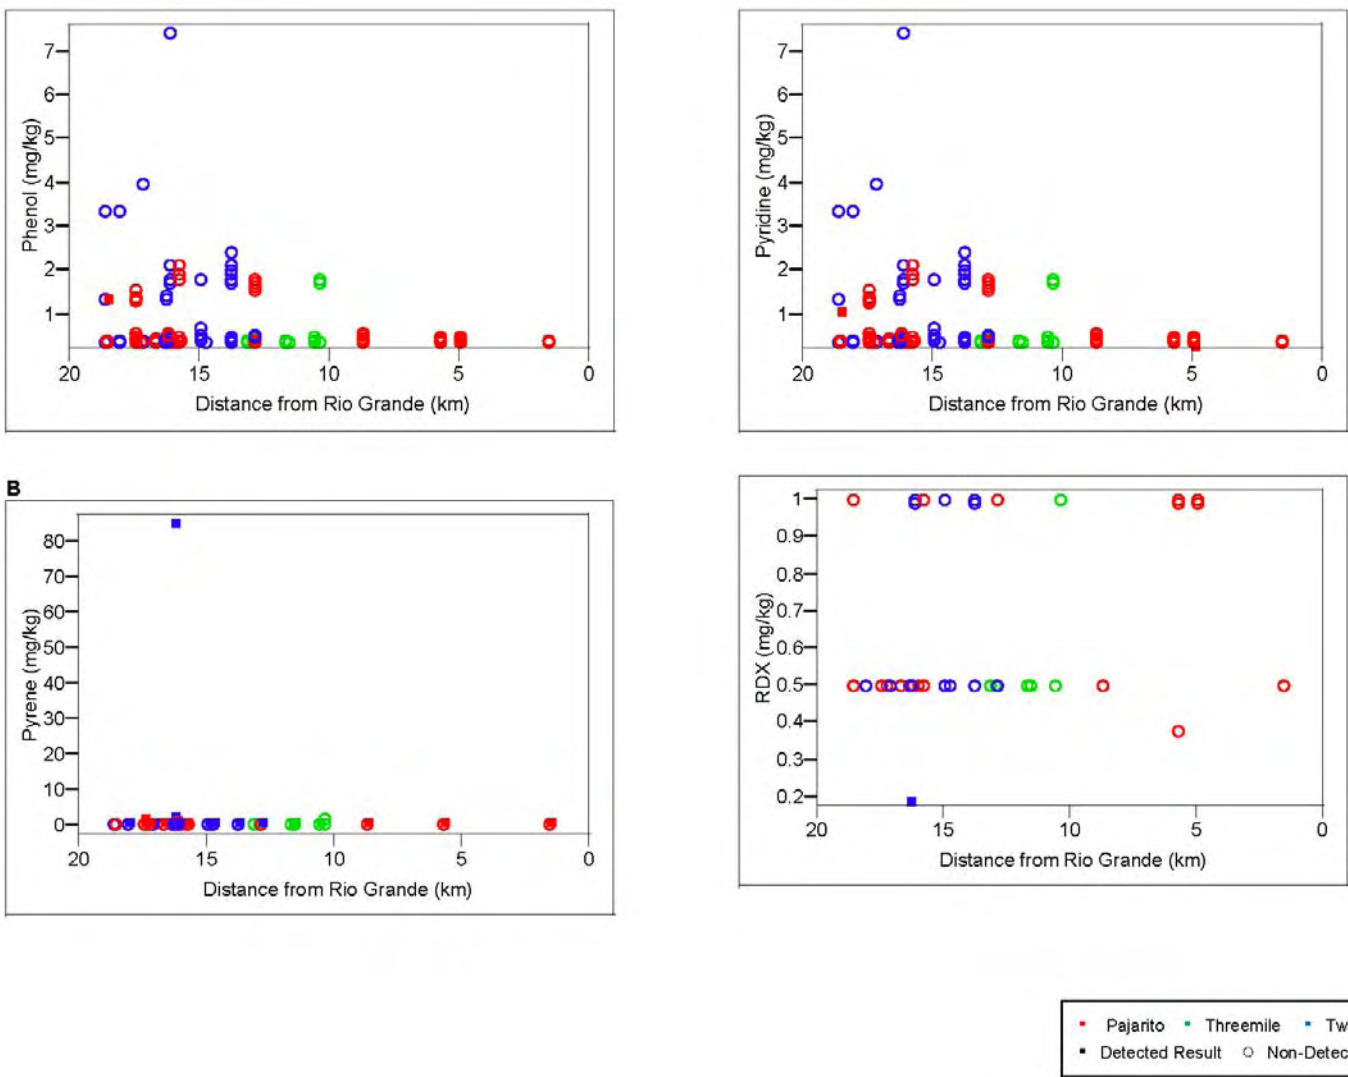 7
6
5
4
3
2
1
Phenol (mg/kg)
20 15 10 5 0
Distance from Rio Grande (km)
7
6
5
4
3
2
1
Pyridine (mg/kg)
20 15 10 5 0
Distance from Rio Grande (km)
B
80
70
60
50
40
30
20
10
0
Pyrene (mg/kg)
20 15 10 5 0
Distance from Rio Grande (km)
1
0.9
0.8
0.7
0.6
0.5
0.4
0.3
0.2
RDX (mg/kg)
20 15 10 5 0
Distance from Rio Grande (km)
Pajarito Threemile Tw
Detected Result Non-Detec